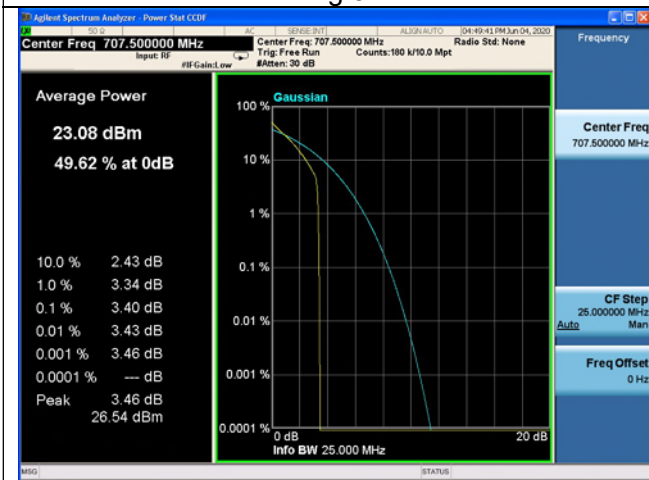 Agilent Spectrum Analyzer - Power Stat CCDF
50 Ω AC SENSE:INT ALIGN AUTO 04:49:41 PM Jun 04, 2020
Center Freq 707.500000 MHz
Input: RF
#IFGain:Low
Center Freq: 707.500000 MHz
Radio Std: None
Trig: Free Run
Counts:180 k/10.0 Mpt
#Atten: 30 dB
Frequency
Average Power
23.08 dBm
49.62 % at 0dB
10.0 % 2.43 dB
1.0 % 3.34 dB
0.1 % 3.40 dB
0.01 % 3.43 dB
0.001 % 3.46 dB
0.0001 % --- dB
Peak 3.46 dB
26.54 dBm
Gaussian
100 %
10 %
1 %
0.1 %
0.01 %
0.001 %
0.0001 %
0 dB 20 dB
Info BW 25.000 MHz
Center Freq
707.500000 MHz
CF Step
25.000000 MHz
Auto Man
Freq Offset
0 Hz
MSG STATUS